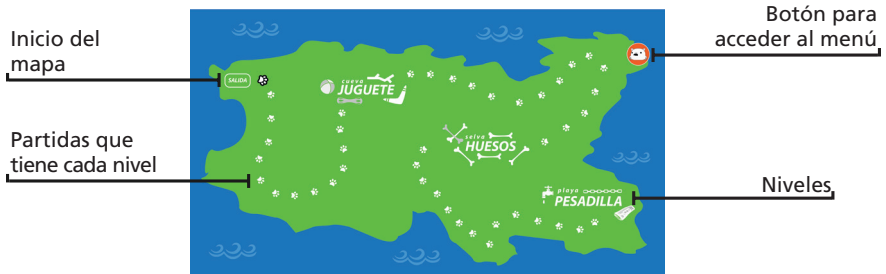 Inicio del
mapa
Partidas que
tiene cada nivel
SALIDA
cueva
JUGUETE
selva
HUESOS
playa
PESADILLA
Botón para
acceder al menú
Niveles